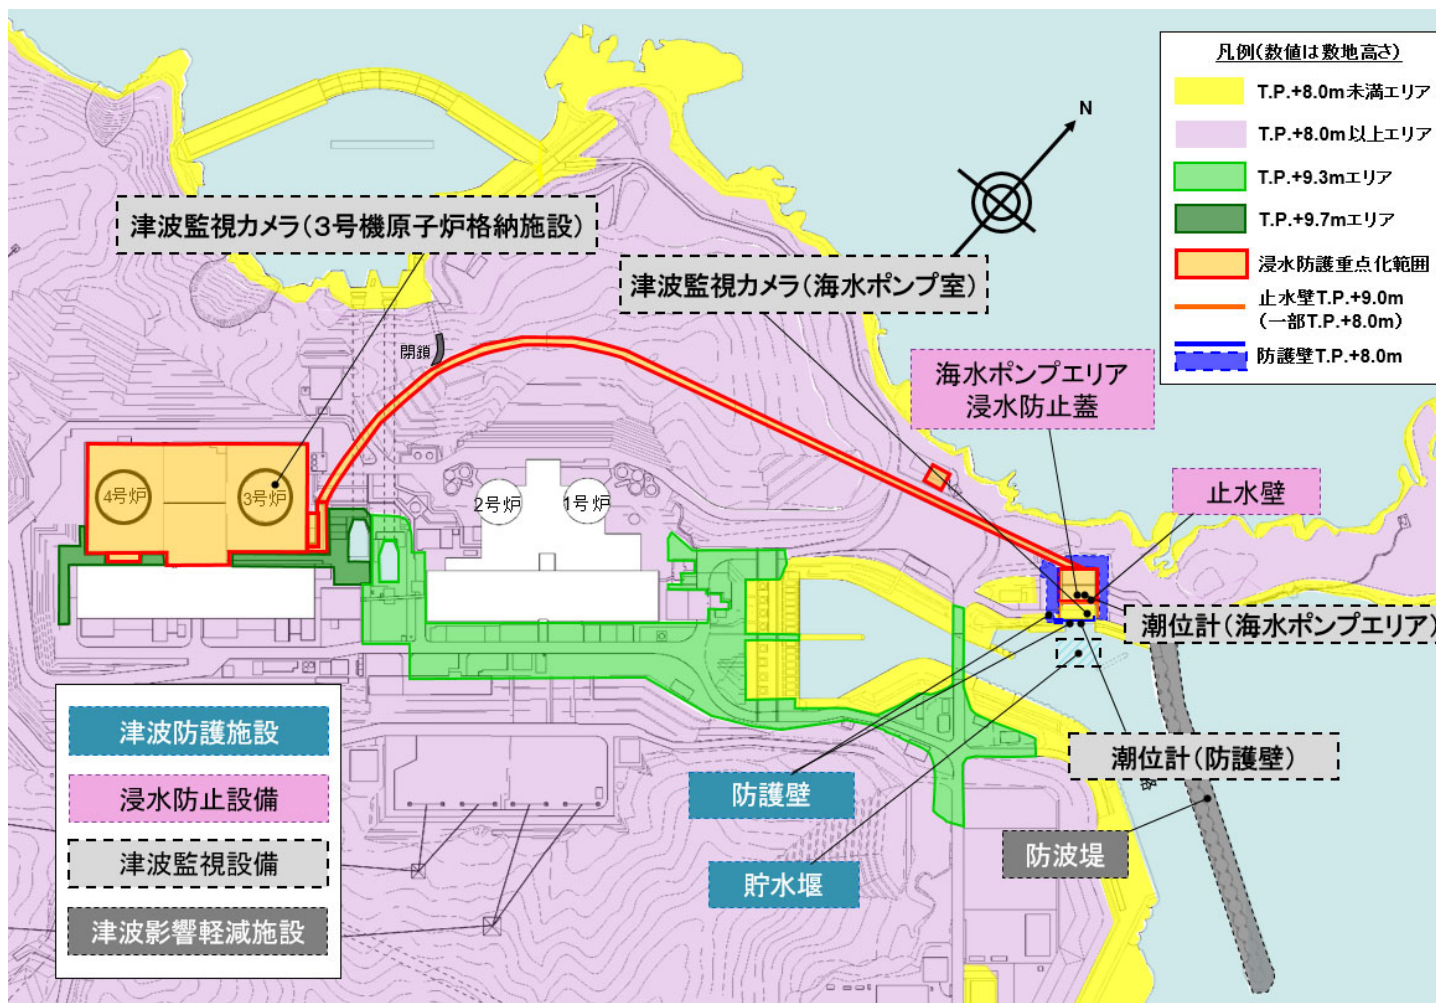 凡例(数値は敷地高さ)
T.P.+8.0m未満エリア
T.P.+8.0m以上エリア
T.P.+9.3mエリア
T.P.+9.7mエリア
浸水防護重点化範囲
止水壁T.P.+9.0m
(一部T.P.+8.0m)
防護壁T.P.+8.0m
N
津波監視カメラ(3号機原子炉格納施設)
津波監視カメラ(海水ポンプ室)
閉鎖
海水ポンプエリア
浸水防止蓋
止水壁
4号炉
3号炉
2号炉
1号炉
潮位計(海水ポンプエリア)
潮位計(防護壁)
防護壁
貯水堰
防波堤
路
津波防護施設
浸水防止設備
津波監視設備
津波影響軽減施設